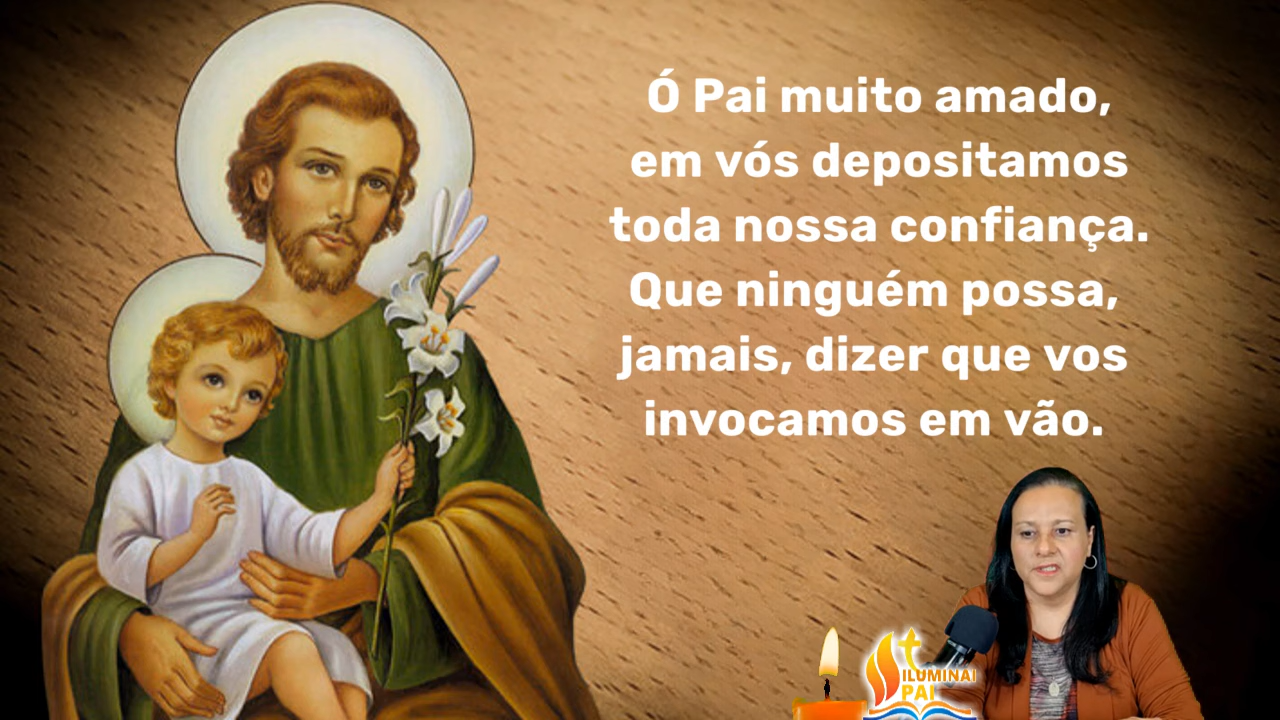 Ó Pai muito amado,
em vós depositamos
toda nossa confiança.
Que ninguém possa,
jamais, dizer que vos
invocamos em vão.
ILUMINAI
PAI